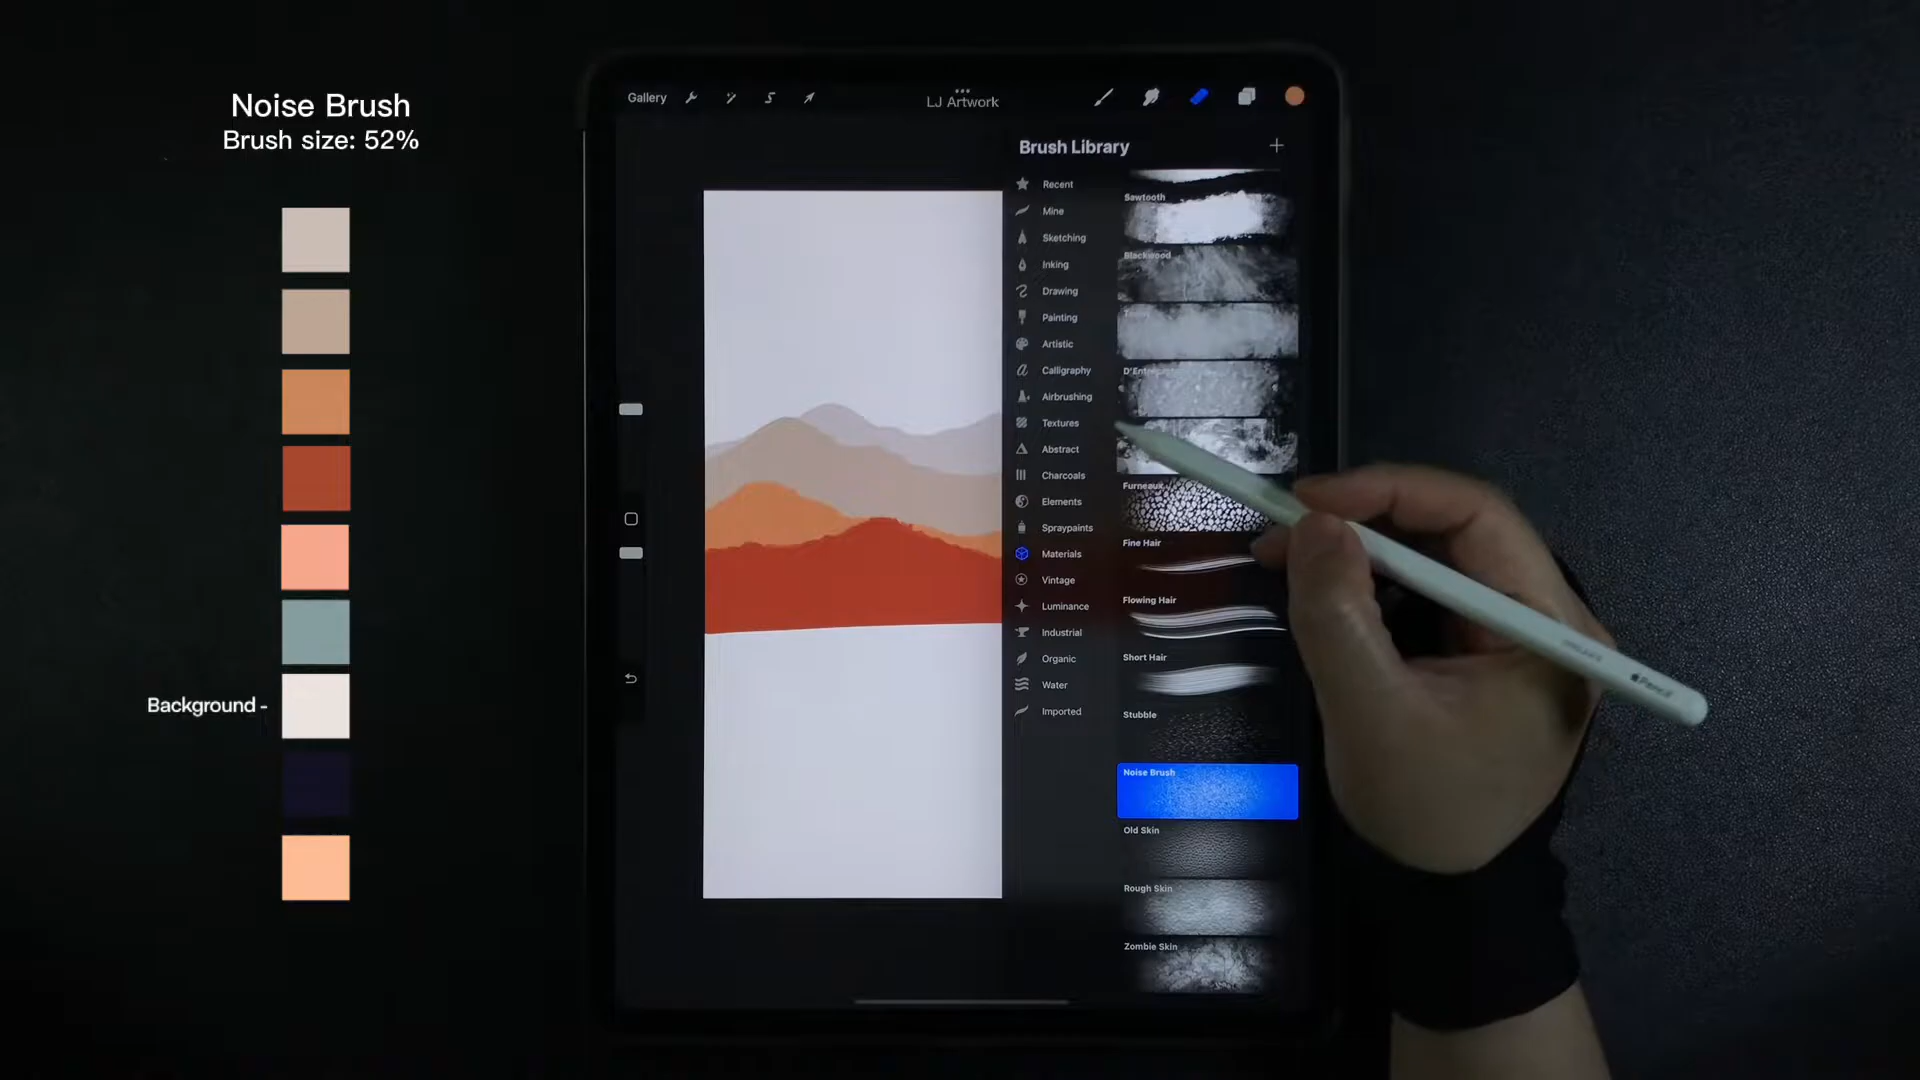 Noise Brush
Brush size: 52%
Background -
Gallery
LJ Artwork
Brush Library
Recent
Mine
Sketching
Inking
Drawing
Painting
Artistic
Calligraphy
Airbrushing
Textures
Abstract
Charcoals
Elements
Spraypaints
Materials
Vintage
Luminance
Industrial
Organic
Water
Imported
Sawtooth
Blackwood
Furneaux
Fine Hair
Flowing Hair
Short Hair
Stubble
Noise Brush
Old Skin
Rough Skin
Zombie Skin
Pencil